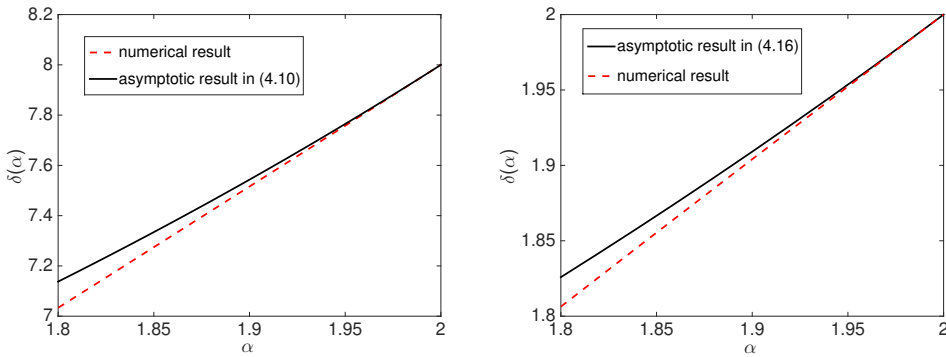 8.2
8
7.8
7.6
7.4
7.2
7
δ(α)
numerical result
asymptotic result in (4.10)
1.8
1.85
1.9
1.95
2
α
2
1.95
1.9
1.85
1.8
δ(α)
asymptotic result in (4.16)
numerical result
1.8
1.85
1.9
1.95
2
α